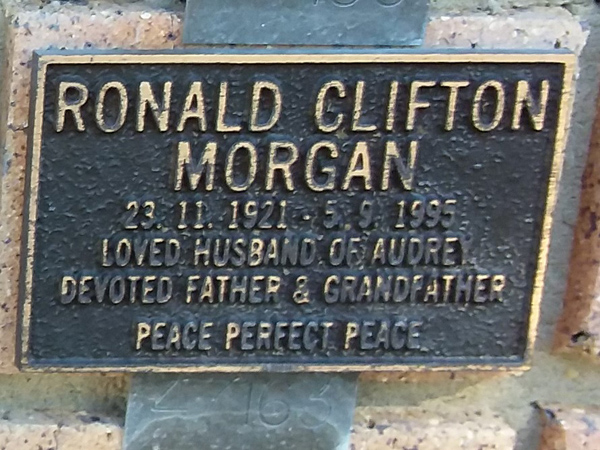 RONALD CLIFTON
MORGAN
23. 11. 1921 - 5. 9. 1995
LOVED HUSBAND OF AUDREY
DEVOTED FATHER & GRANDFATHER
PEACE PERFECT PEACE
163